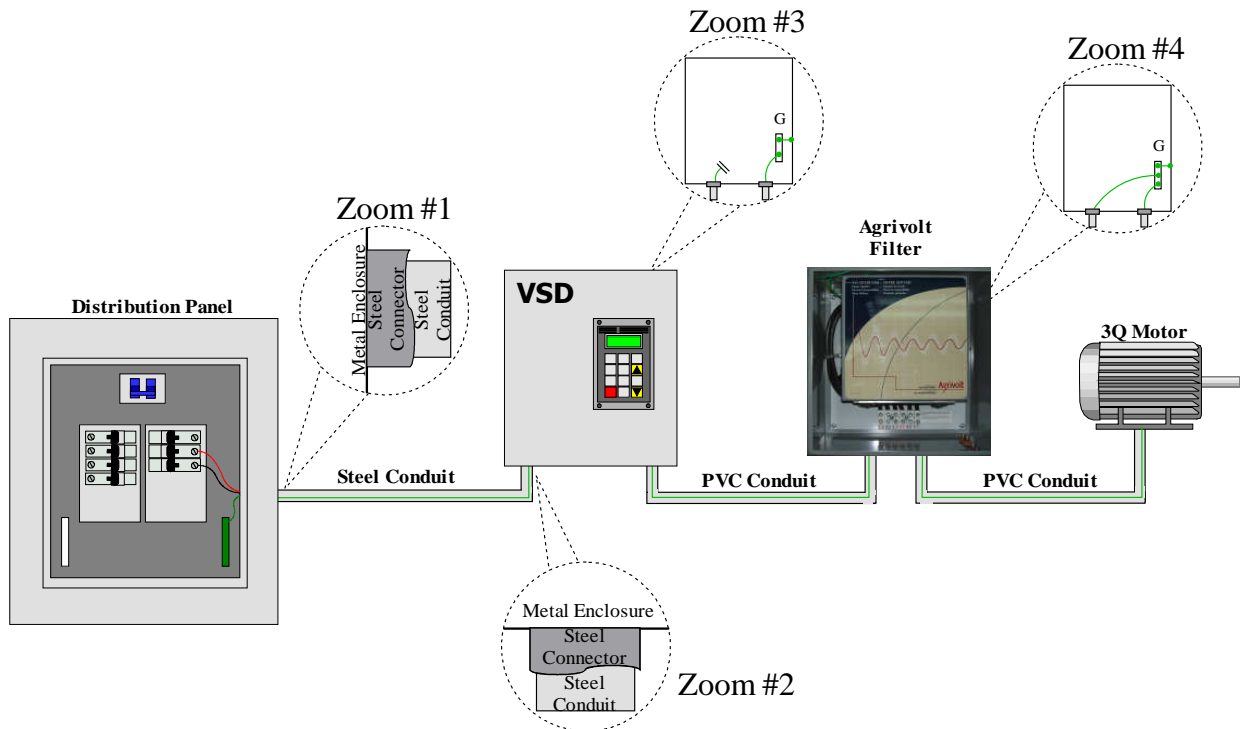 Zoom #3
Zoom #4
G
G
Zoom #1
Metal Enclosure
Steel
Connector
Steel
Conduit
Agrivolt
Filter
VSD
Distribution Panel
3Q Motor
Agrivolt
Steel Conduit
PVC Conduit
PVC Conduit
Metal Enclosure
Steel
Connector
Steel
Conduit
Zoom #2